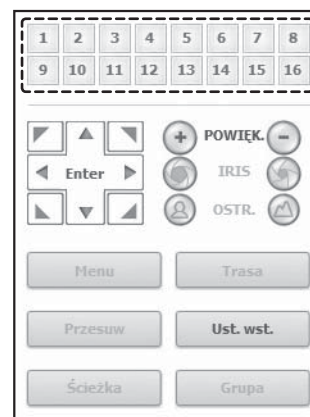 1 2 3 4 5 6 7 8
9 10 11 12 13 14 15 16
POWIĘK.
Enter IRIS
OSTR.
Menu Trasa
Przesuw Ust. wst.
Ścieżka Grupa